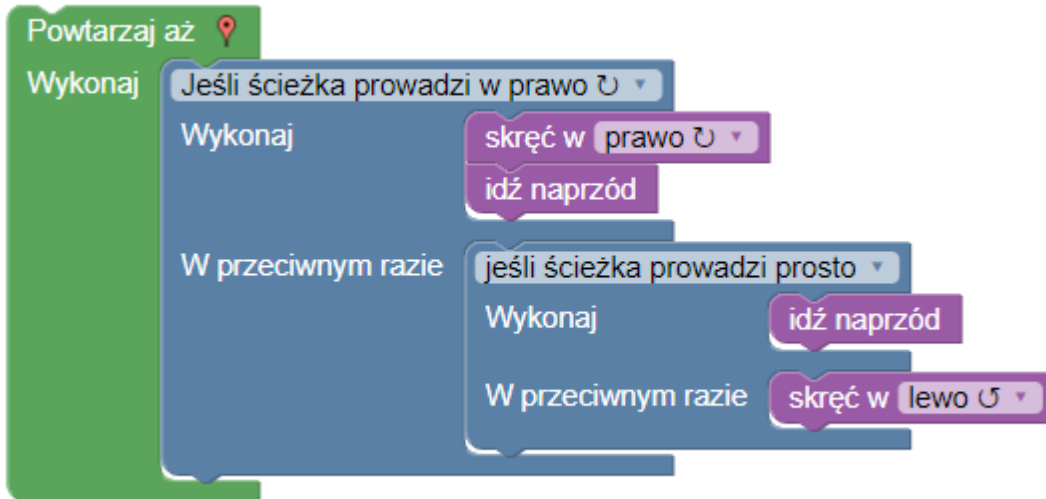 Powtarzaj aż
Wykonaj
Jeśli ścieżka prowadzi w prawo ↻
Wykonaj
skręć w prawo ↻
idź naprzód
W przeciwnym razie
jeśli ścieżka prowadzi prosto
Wykonaj
idź naprzód
W przeciwnym razie
skręć w lewo ↺